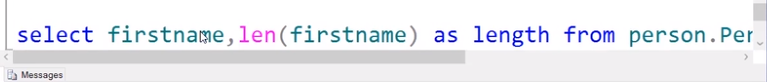 select firstname,len(firstname) as length from person.Per
Messages